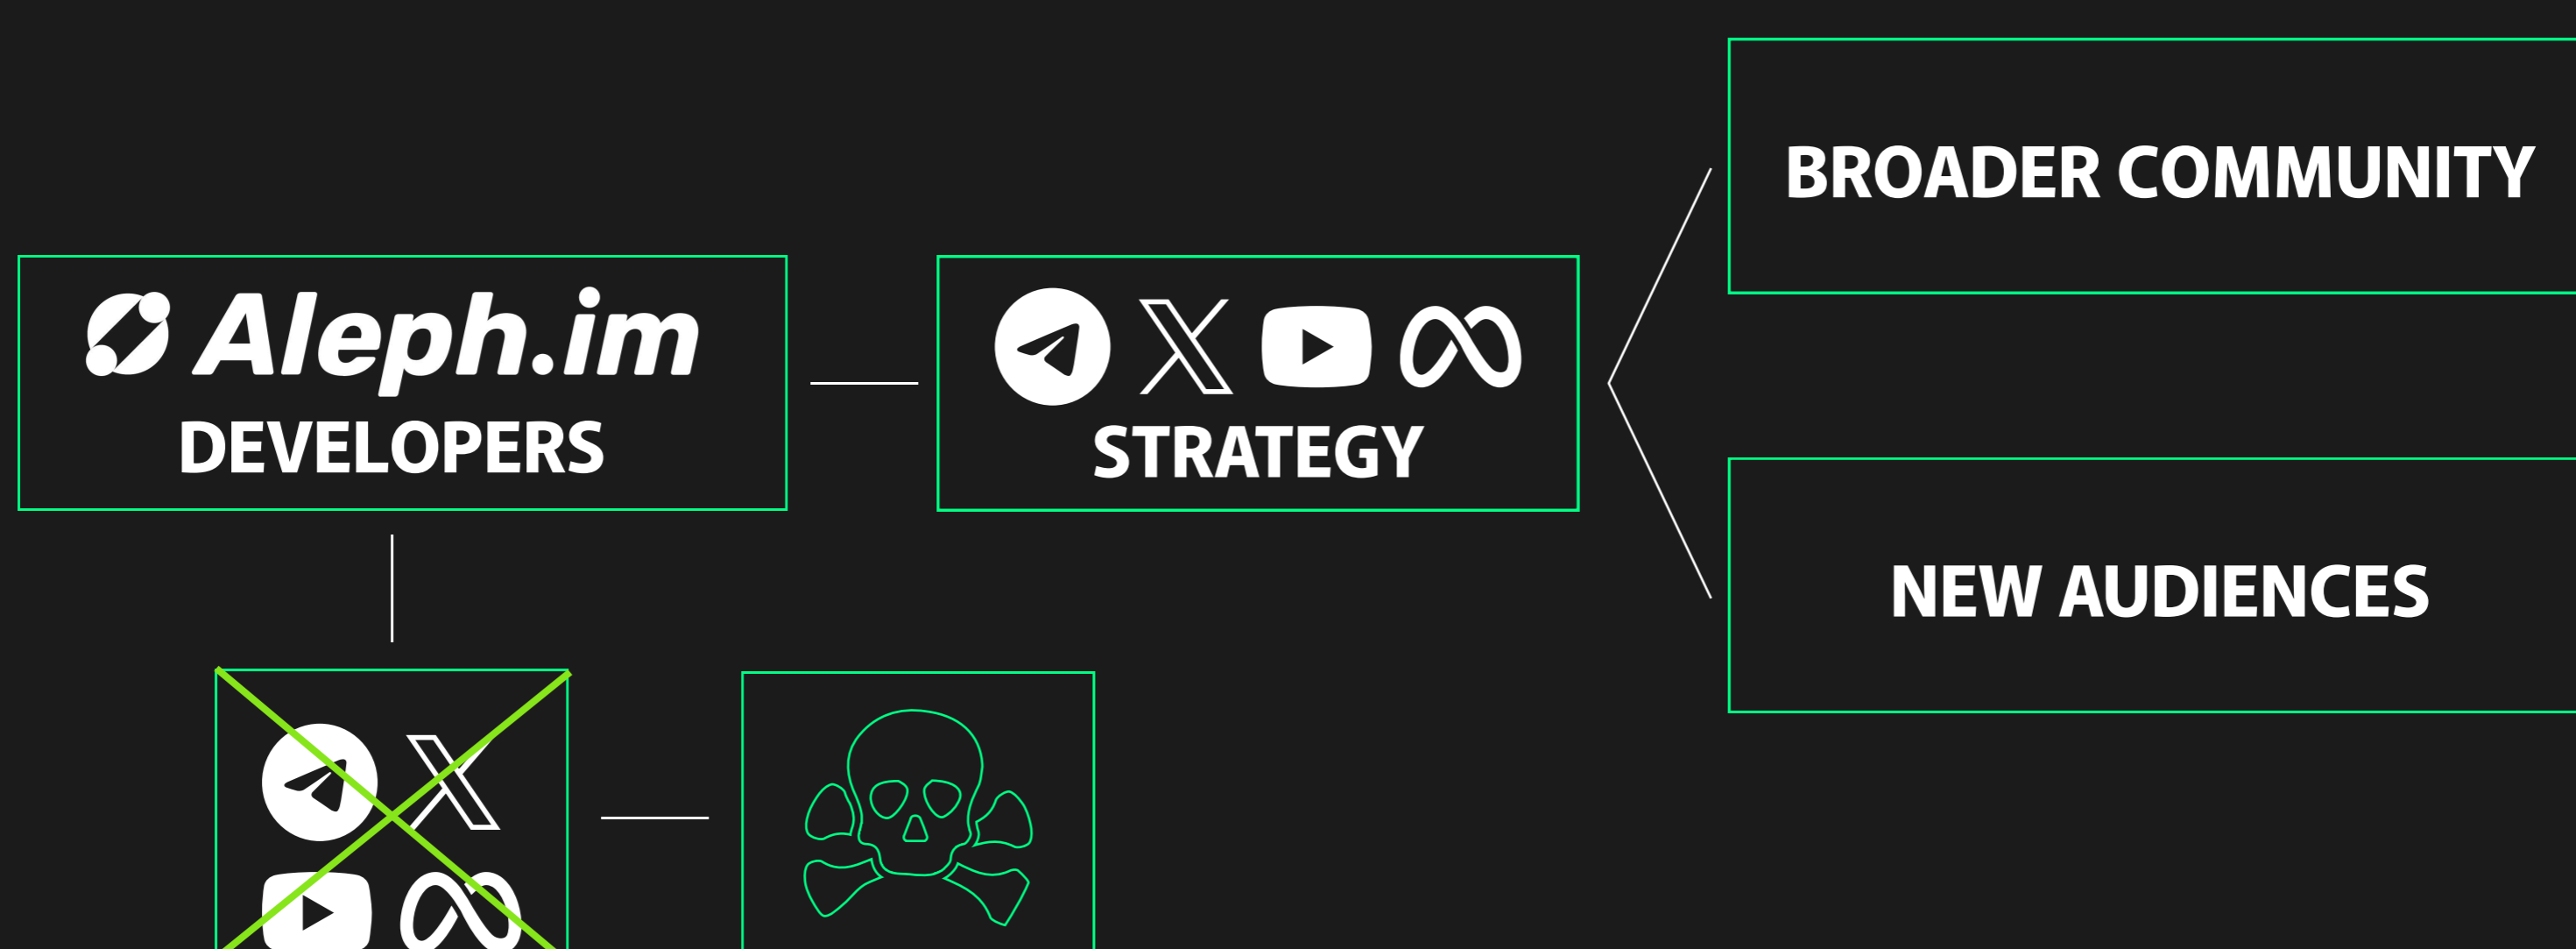 BROADER COMMUNITY
Aleph.im
DEVELOPERS
STRATEGY
NEW AUDIENCES